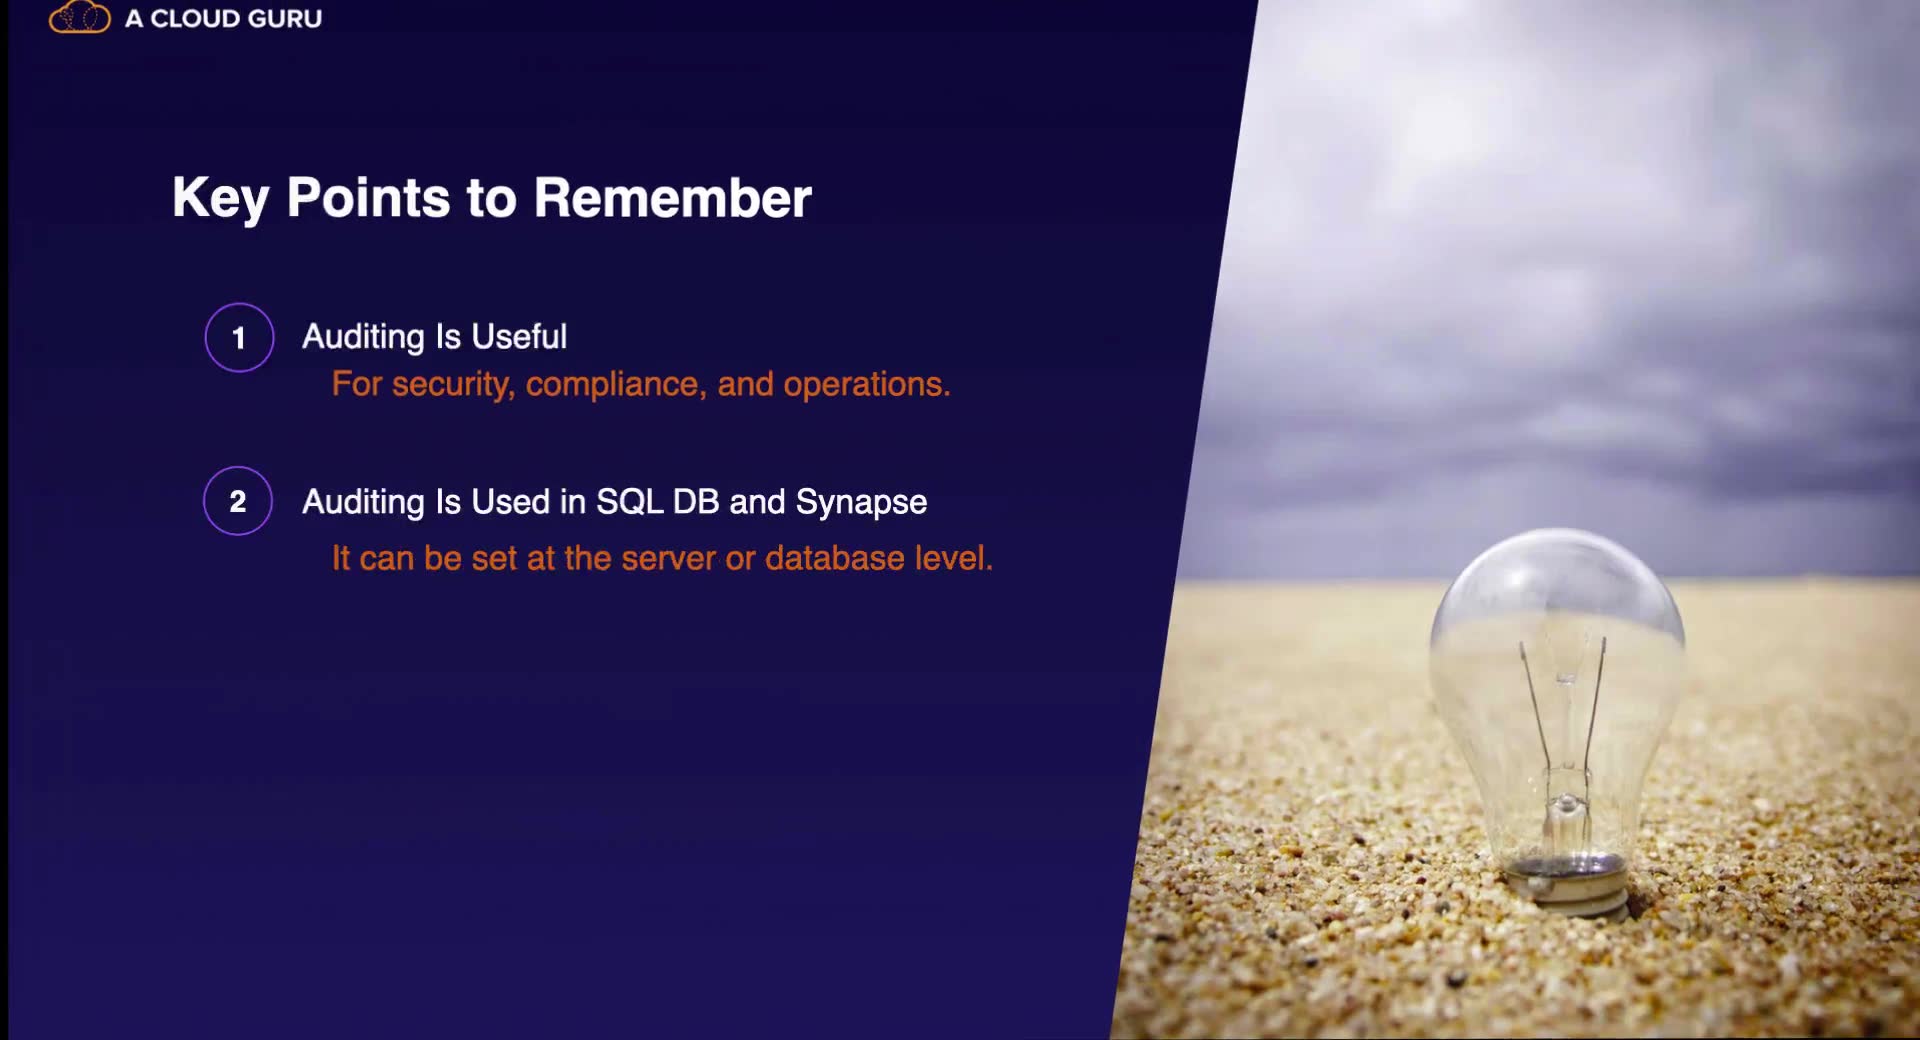 A CLOUD GURU
Key Points to Remember
1 Auditing Is Useful
For security, compliance, and operations.
2 Auditing Is Used in SQL DB and Synapse
It can be set at the server or database level.